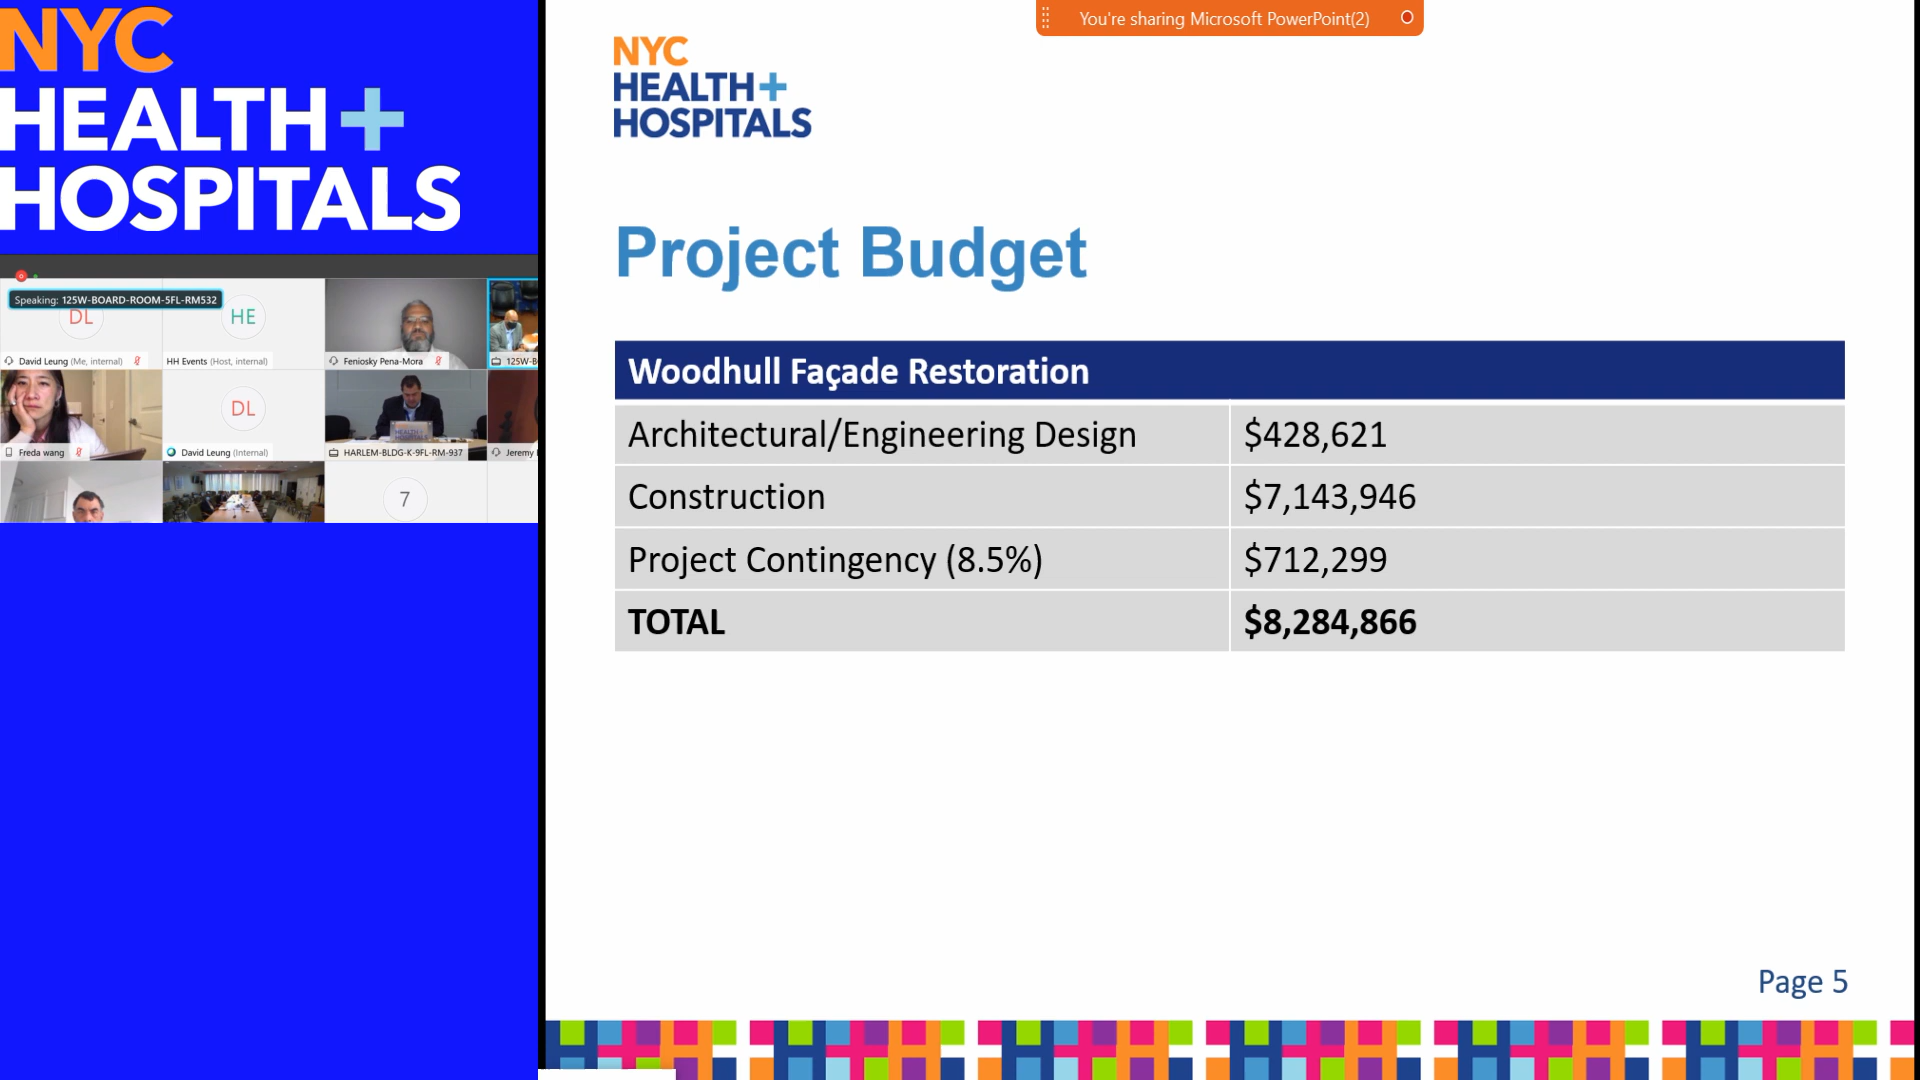 NYC
HEALTH+
HOSPITALS
Speaking: 125W-BOARD-ROOM-5FL-RM532
DL
HE
David Leung (Me, internal)
HH Events (Host, internal)
Feniosky Pena-Mora
125W-B
DL
Freda wang
David Leung (Internal)
HARLEM-BLDG-K-9FL-RM-937
Jeremy
7
You're sharing Microsoft PowerPoint(2)
NYC
HEALTH+
HOSPITALS
Project Budget
Woodhull Façade Restoration
Architectural/Engineering Design $428,621
Construction $7,143,946
Project Contingency (8.5%) $712,299
TOTAL $8,284,866
Page 5